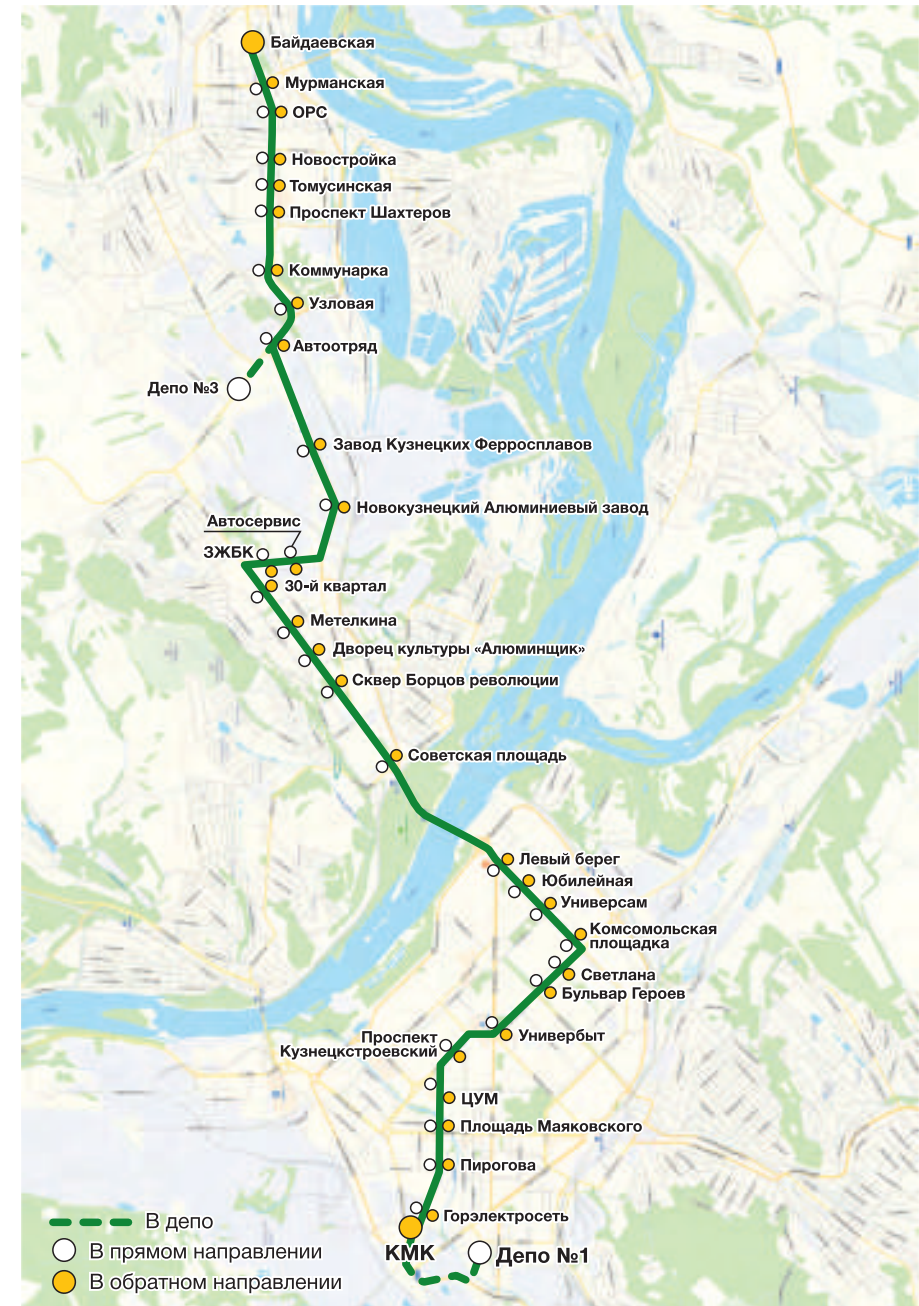 Байдаевская
Мурманская
ОРС
Новостройка
Томусинская
Проспект Шахтеров
Коммунарка
Узловая
Автоотряд
Депо №3
Завод Кузнецких Ферросплавов
Новокузнецкий Алюминиевый завод
Автосервис
ЗЖБК
30-й квартал
Метелкина
Дворец культуры «Алюминщик»
Сквер Борцов революции
Советская площадь
Левый берег
Юбилейная
Универсам
Комсомольская
площадка
Светлана
Бульвар Героев
Универбыт
Проспект
Кузнецкстроевский
ЦУМ
Площадь Маяковского
Пирогова
Горэлектросеть
КМК
Депо №1
В депо
В прямом направлении
В обратном направлении